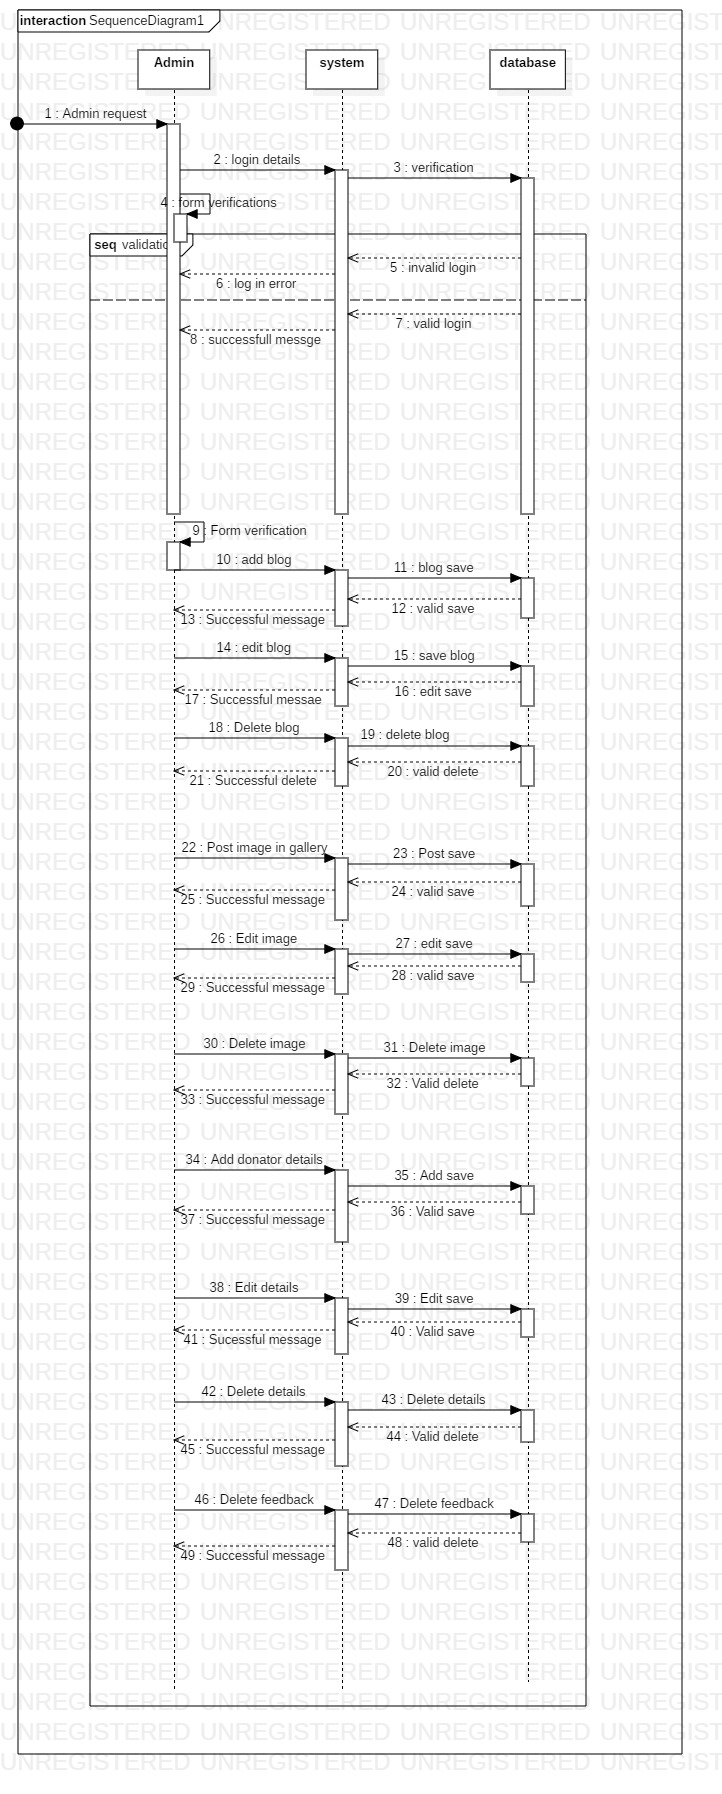 interaction SequenceDiagram1
Admin
system
database
1 : Admin request
2 : login details
3 : verification
4 : form verifications
seq validatio
5 : invalid login
6 : log in error
7 : valid login
8 : successfull messge
9 : Form verification
10 : add blog
11 : blog save
12 : valid save
13 : Successful message
14 : edit blog
15 : save blog
16 : edit save
17 : Successful messae
18 : Delete blog
19 : delete blog
20 : valid delete
21 : Successful delete
22 : Post image in gallery
23 : Post save
24 : valid save
25 : Successful message
26 : Edit image
27 : edit save
28 : valid save
29 : Successful message
30 : Delete image
31 : Delete image
32 : Valid delete
33 : Successful message
34 : Add donator details
35 : Add save
36 : Valid save
37 : Successful message
38 : Edit details
39 : Edit save
40 : Valid save
41 : Sucessful message
42 : Delete details
43 : Delete details
44 : Valid delete
45 : Successful message
46 : Delete feedback
47 : Delete feedback
48 : valid delete
49 : Successful message
UNREGISTERED